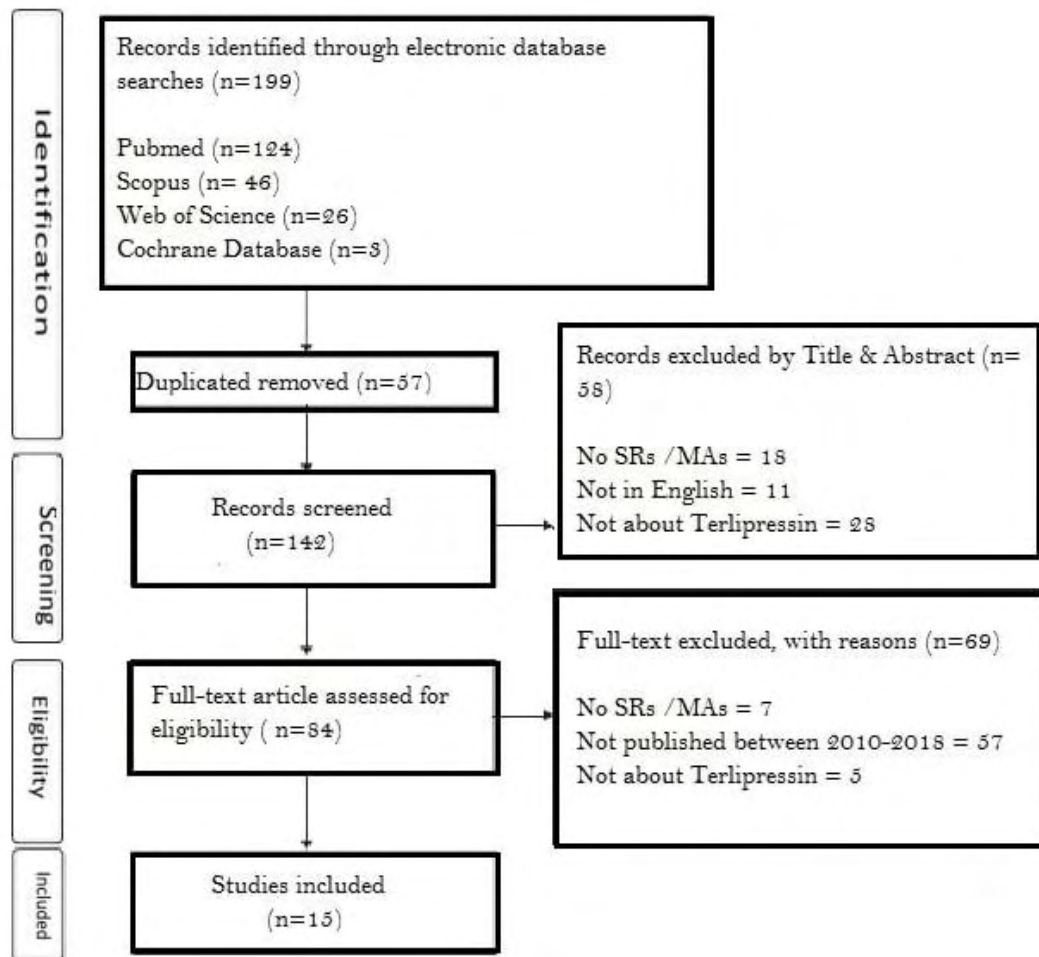 Identification
Records identified through electronic database
searches (n=199)
Pubmed (n=124)
Scopus (n= 46)
Web of Science (n=26)
Cochrane Database (n=3)
Duplicated removed (n=57)
Records excluded by Title & Abstract (n=
58)
No SRs /MAs = 18
Not in English = 11
Not about Terlipressin = 28
Screening
Records screened
(n=142)
Eligibility
Full-text article assessed for
eligibility ( n=84)
Full-text excluded, with reasons (n=69)
No SRs /MAs = 7
Not published between 2010-2018 = 57
Not about Terlipressin = 5
Included
Studies included
(n=15)